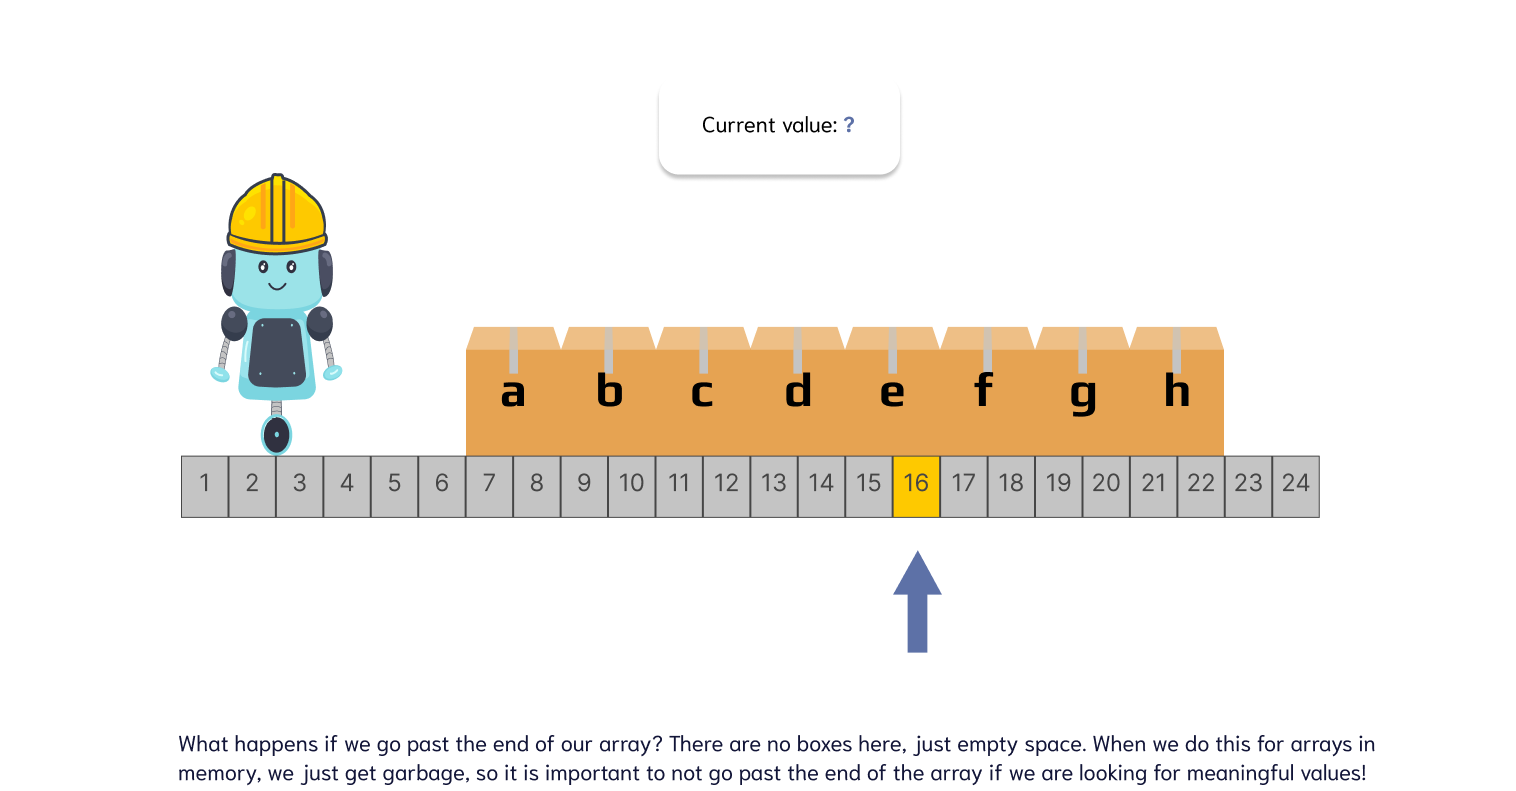 Current value: ?
a b c d e f g h
1 2 3 4 5 6 7 8 9 10 11 12 13 14 15 16 17 18 19 20 21 22 23 24
What happens if we go past the end of our array? There are no boxes here, just empty space. When we do this for arrays in
memory, we just get garbage, so it is important to not go past the end of the array if we are looking for meaningful values!